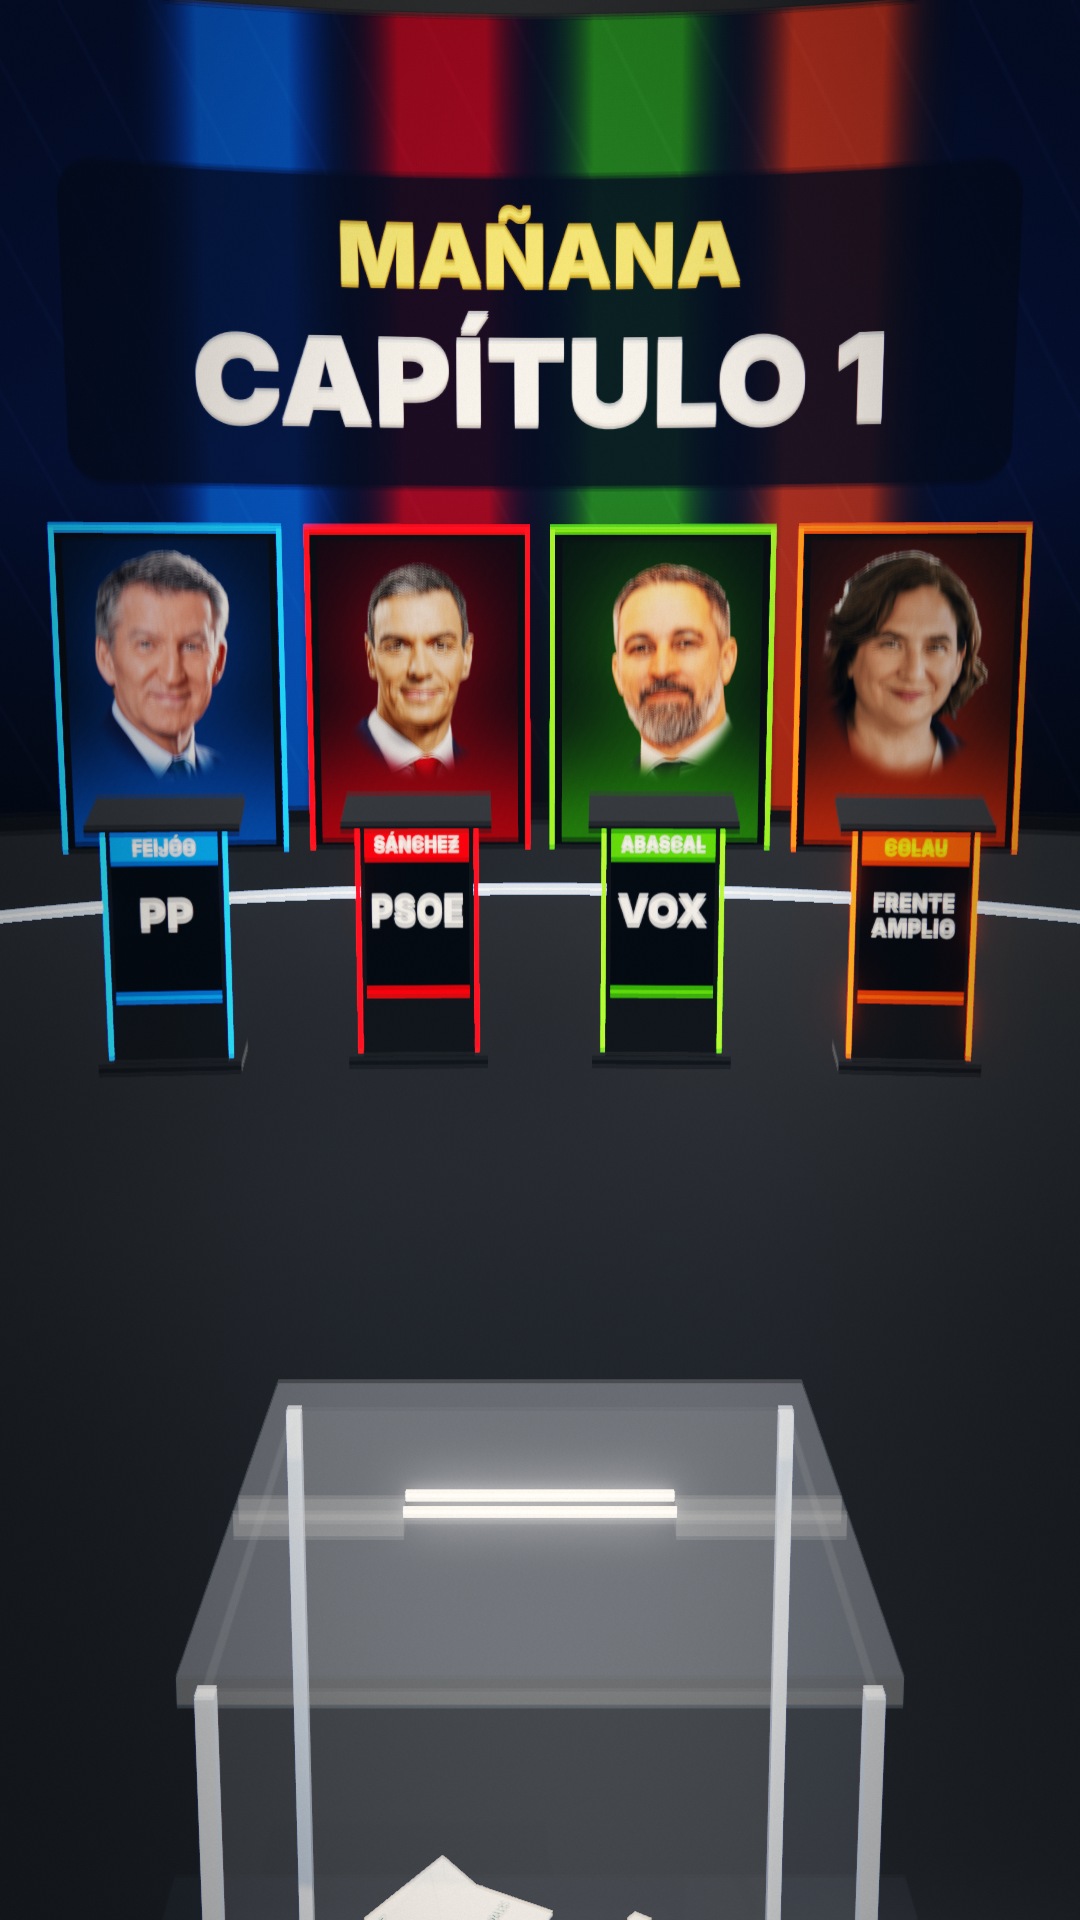 MAÑANA
CAPÍTULO 1
FEIJÓO
SÁNCHEZ
ABASCAL
COLAU
PP
PSOE
VOX
FRENTE
AMPLIO